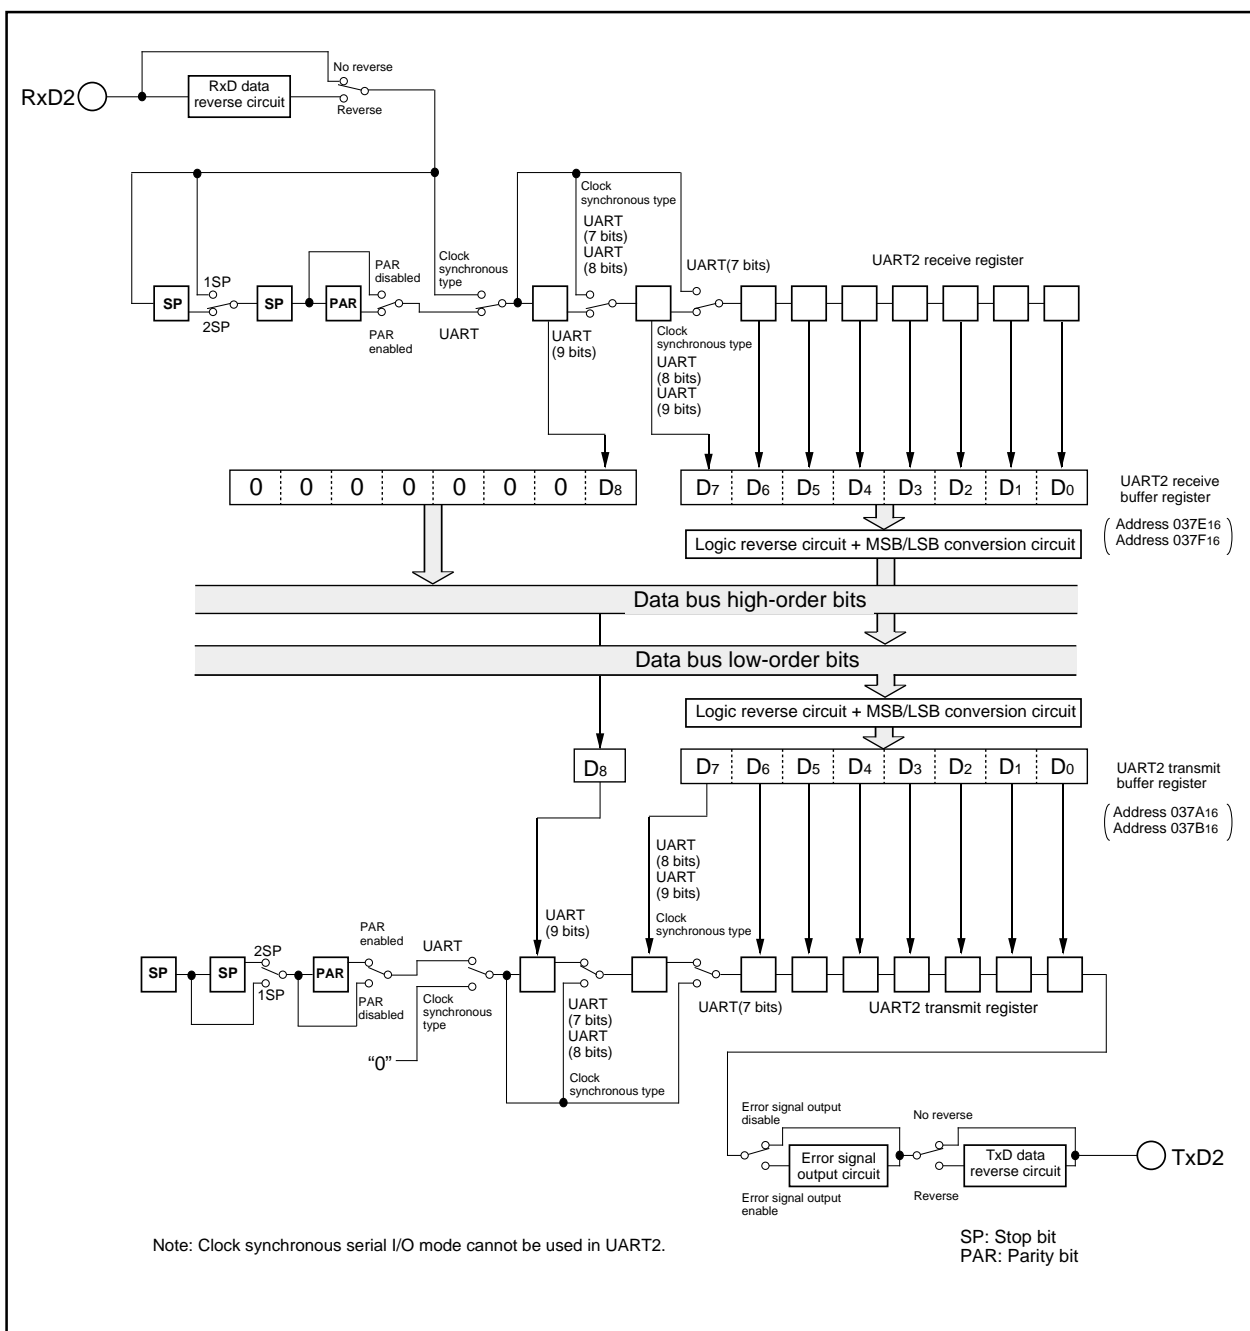 No reverse
RxD2
RxD data
reverse circuit
Reverse
Clock
synchronous type
UART
(7 bits)
UART
(8 bits)
PAR
disabled
Clock
synchronous
type
UART(7 bits)
UART2 receive register
1SP
SP
SP
PAR
2SP
PAR
enabled
UART
UART
(9 bits)
Clock
synchronous type
UART
(8 bits)
UART
(9 bits)
0 0 0 0 0 0 0 D8
D7 D6 D5 D4 D3 D2 D1 D0
UART2 receive
buffer register
Address 037E16
Address 037F16
Logic reverse circuit + MSB/LSB conversion circuit
Data bus high-order bits
Data bus low-order bits
Logic reverse circuit + MSB/LSB conversion circuit
D8
D7 D6 D5 D4 D3 D2 D1 D0
UART2 transmit
buffer register
Address 037A16
Address 037B16
UART
(8 bits)
UART
(9 bits)
Clock
synchronous type
UART
(9 bits)
PAR
enabled
UART
2SP
SP
SP
PAR
1SP
PAR
disabled
Clock
synchronous
type
"0"
UART
(7 bits)
UART
(8 bits)
Clock
synchronous type
UART(7 bits)
UART2 transmit register
Error signal output
disable
No reverse
Error signal
output circuit
TxD data
reverse circuit
TxD2
Error signal output
enable
Reverse
Note: Clock synchronous serial I/O mode cannot be used in UART2.
SP: Stop bit
PAR: Parity bit